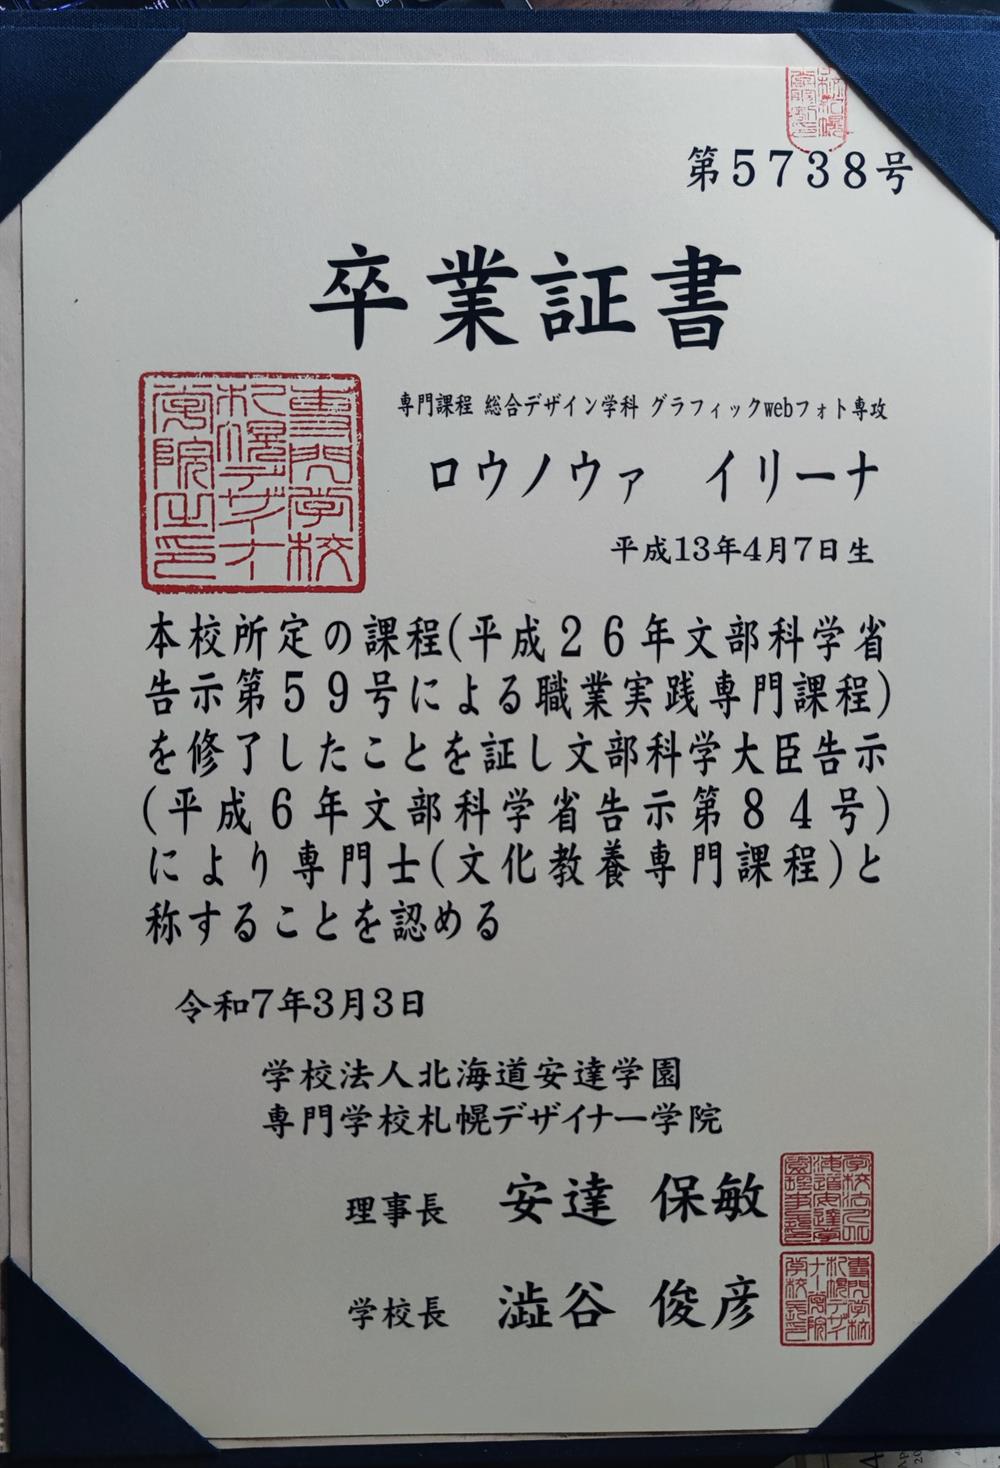 第5738号
卒業証書
専門課程 総合デザイン学科 グラフィックwebフォト専攻
ロウノウァ イリーナ
平成13年4月7日生
本校所定の課程(平成26年文部科学省
告示第59号による職業実践専門課程)
を修了したことを証し文部科学大臣告示
(平成6年文部科学省告示第84号)
により専門士(文化教養専門課程)と
称することを認める
令和7年3月3日
学校法人北海道安達学園
専門学校札幌デザイナー学院
理事長 安達 保敏
学校長 澁谷 俊彦